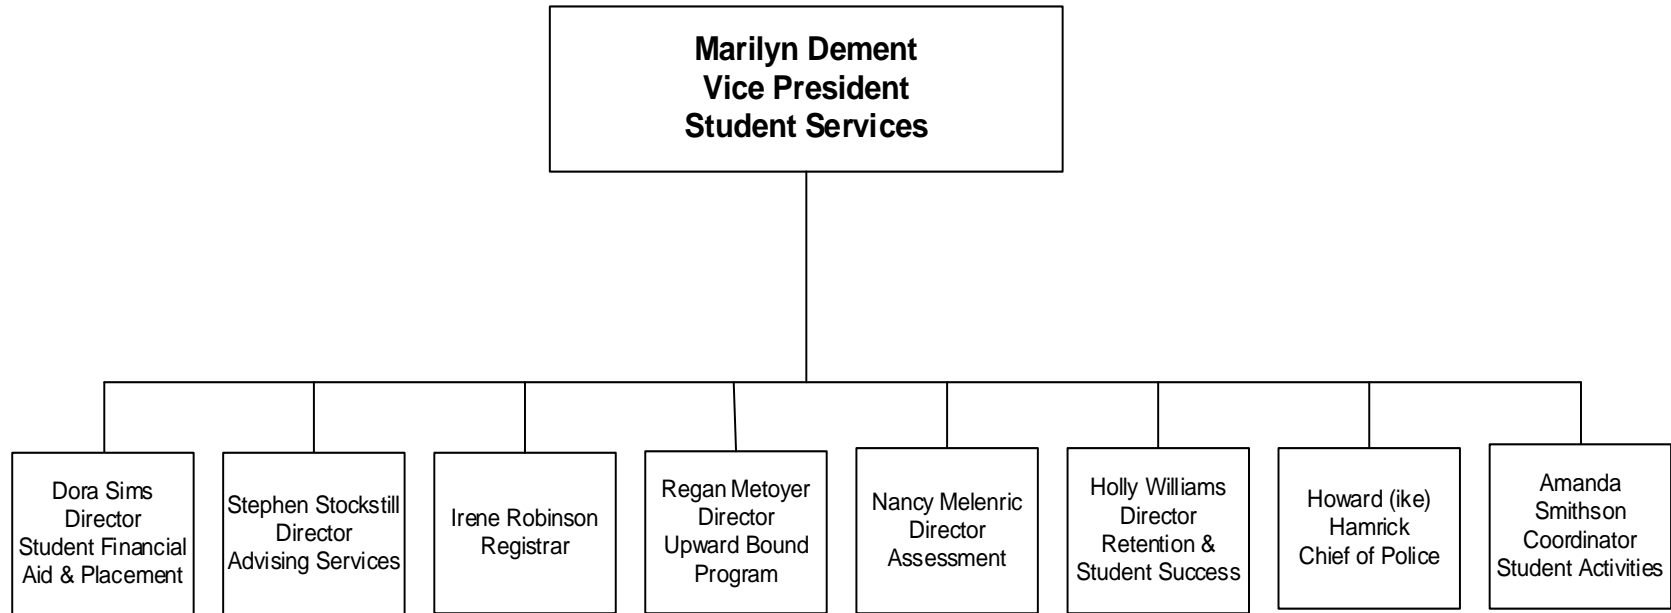 Marilyn Dement
Vice President
Student Services
Dora Sims
Director
Student Financial
Aid & Placement
Stephen Stockstill
Director
Advising Services
Irene Robinson
Registrar
Regan Metoyer
Director
Upward Bound
Program
Nancy Melenric
Director
Assessment
Holly Williams
Director
Retention &
Student Success
Howard (ike)
Hamrick
Chief of Police
Amanda
Smithson
Coordinator
Student Activities